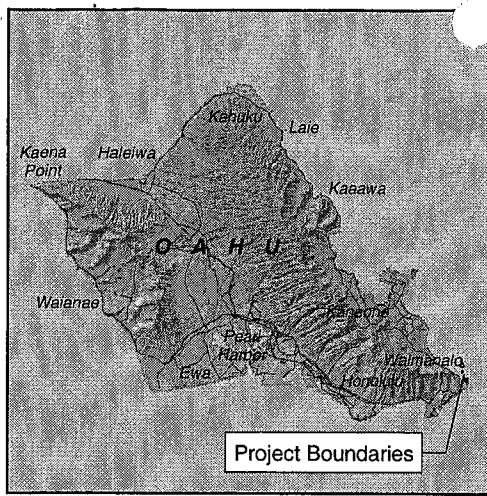 Kahuku
Laie
Kaena
Point
Haleiwa
Kaaawa
O A H U
Waianae
Kaneohe
Pearl
Harbor
Waimanalo
Ewa
Honolulu
Project Boundaries